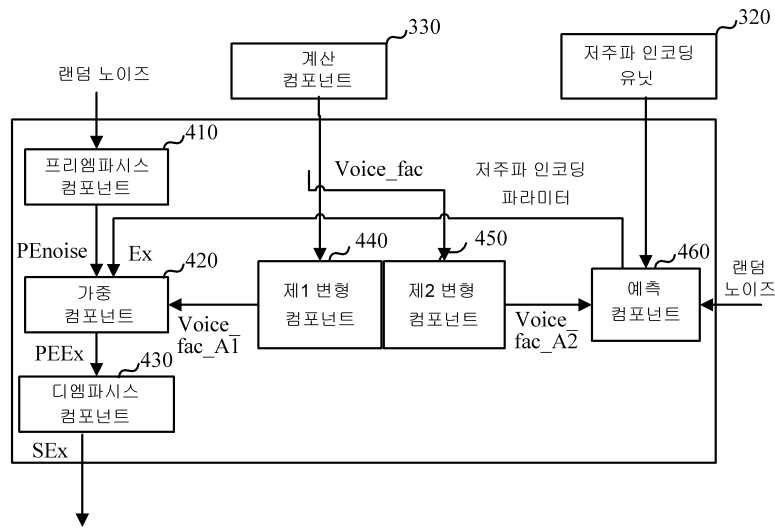 330
320
계산
컴포넌트
저주파 인코딩
유닛
랜덤 노이즈
410
프리엠파시스
컴포넌트
Voice_fac
저주파 인코딩
파라미터
PEnoise
Ex
420
440
450
460
가중
컴포넌트
제1 변형
컴포넌트
제2 변형
컴포넌트
예측
컴포넌트
랜덤
노이즈
Voice_
fac_A1
Voice_
fac_A2
PEEx
430
디엠파시스
컴포넌트
SEx